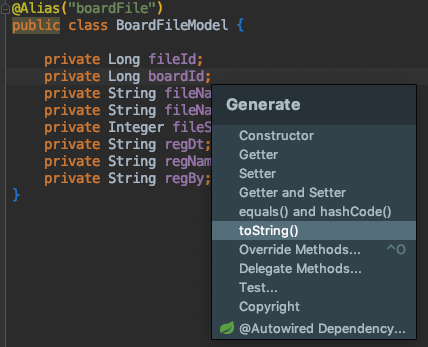 @Alias("boardFile")
public class BoardFileModel {
private Long fileId;
private Long boardId;
private String fileNa
private String fileNa
private Integer fileS
private String regDt;
private String regNam
private String regBy;
}
Generate
Constructor
Getter
Setter
Getter and Setter
equals() and hashCode()
toString()
Override Methods... ^O
Delegate Methods...
Test...
Copyright
@Autowired Dependency...